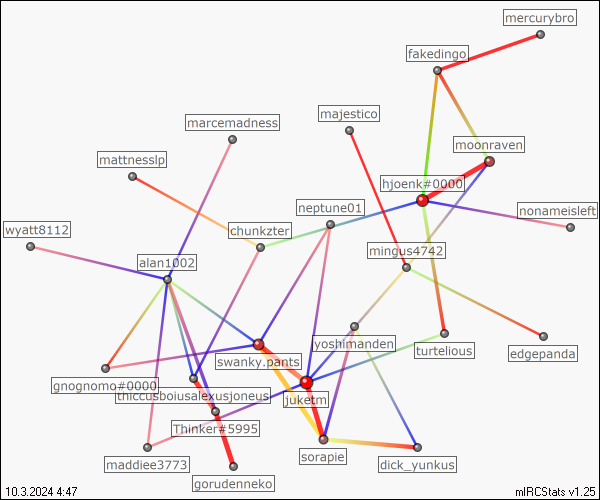 mercurybro
fakedingo
majestico
marcemadness
moonraven
mattnesslp
hjoenk#0000
neptune01
nonameisleft
wyatt8112
chunkzter
mingus4742
alan1002
yoshimanden
turtelious
edgepanda
swanky.pants
gnognomo#0000
thiccusboiusalexusjoneus
juketm
Thinker#5995
sorapie
maddiee3773
dick_yunkus
gorudenneko
10.3.2024 4:47
mIRCStats v1.25